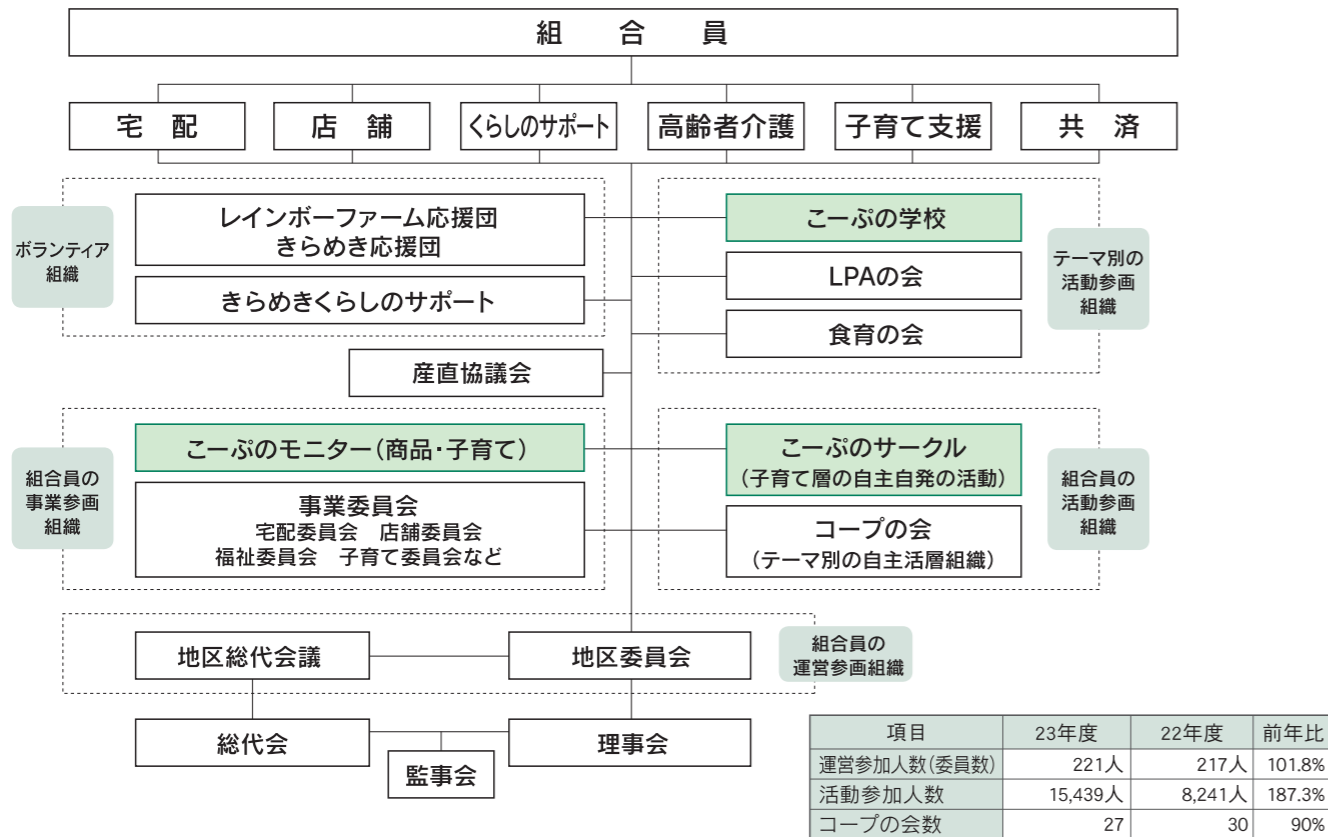 組　合　員
宅　配
店　舗
くらしのサポート
高齢者介護
子育て支援
共　済
ボランティア
組織
レインボーファーム応援団
きらめき応援団
きらめきくらしのサポート
こーぷの学校
LPAの会
食育の会
テーマ別の
活動参画
組織
産直協議会
組合員の
事業参画
組織
こーぷのモニター（商品・子育て）
事業委員会
宅配委員会　店舗委員会
福祉委員会　子育て委員会など
こーぷのサークル
（子育て層の自主自発の活動）
コープの会
（テーマ別の自主活層組織）
組合員の
活動参画
組織
地区総代会議
地区委員会
組合員の
運営参画組織
総代会
監事会
理事会
項目 23年度 22年度 前年比
運営参加人数（委員数） 221人 217人 101.8%
活動参加人数 15,439人 8,241人 187.3%
コープの会数 27 30 90%